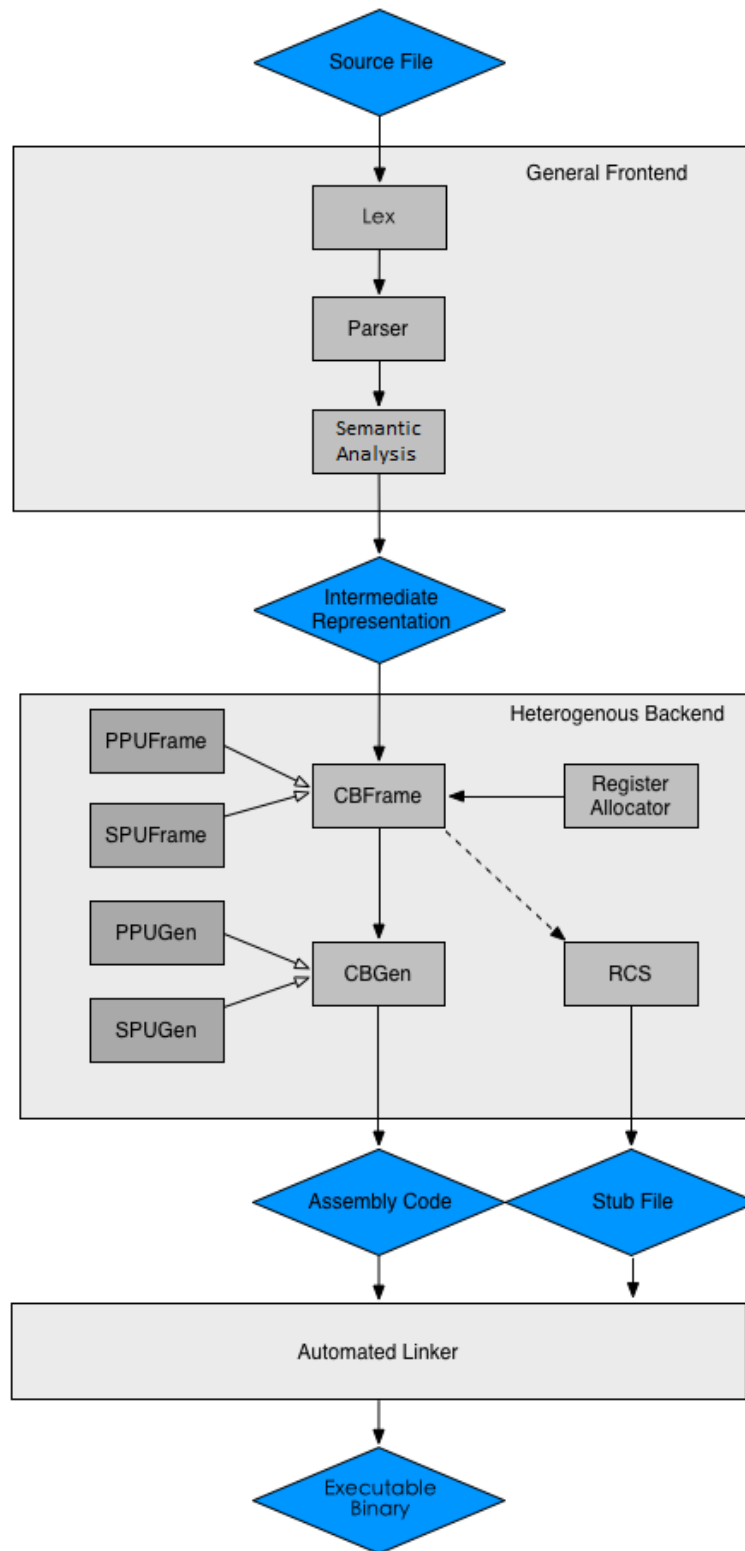 Source File
General Frontend
Lex
Parser
Semantic
Analysis
Intermediate
Representation
Heterogenous Backend
PPUFrame
CBFrame
Register
Allocator
SPUFrame
PPUGen
CBGen
RCS
SPUGen
Assembly Code
Stub File
Automated Linker
Executable
Binary